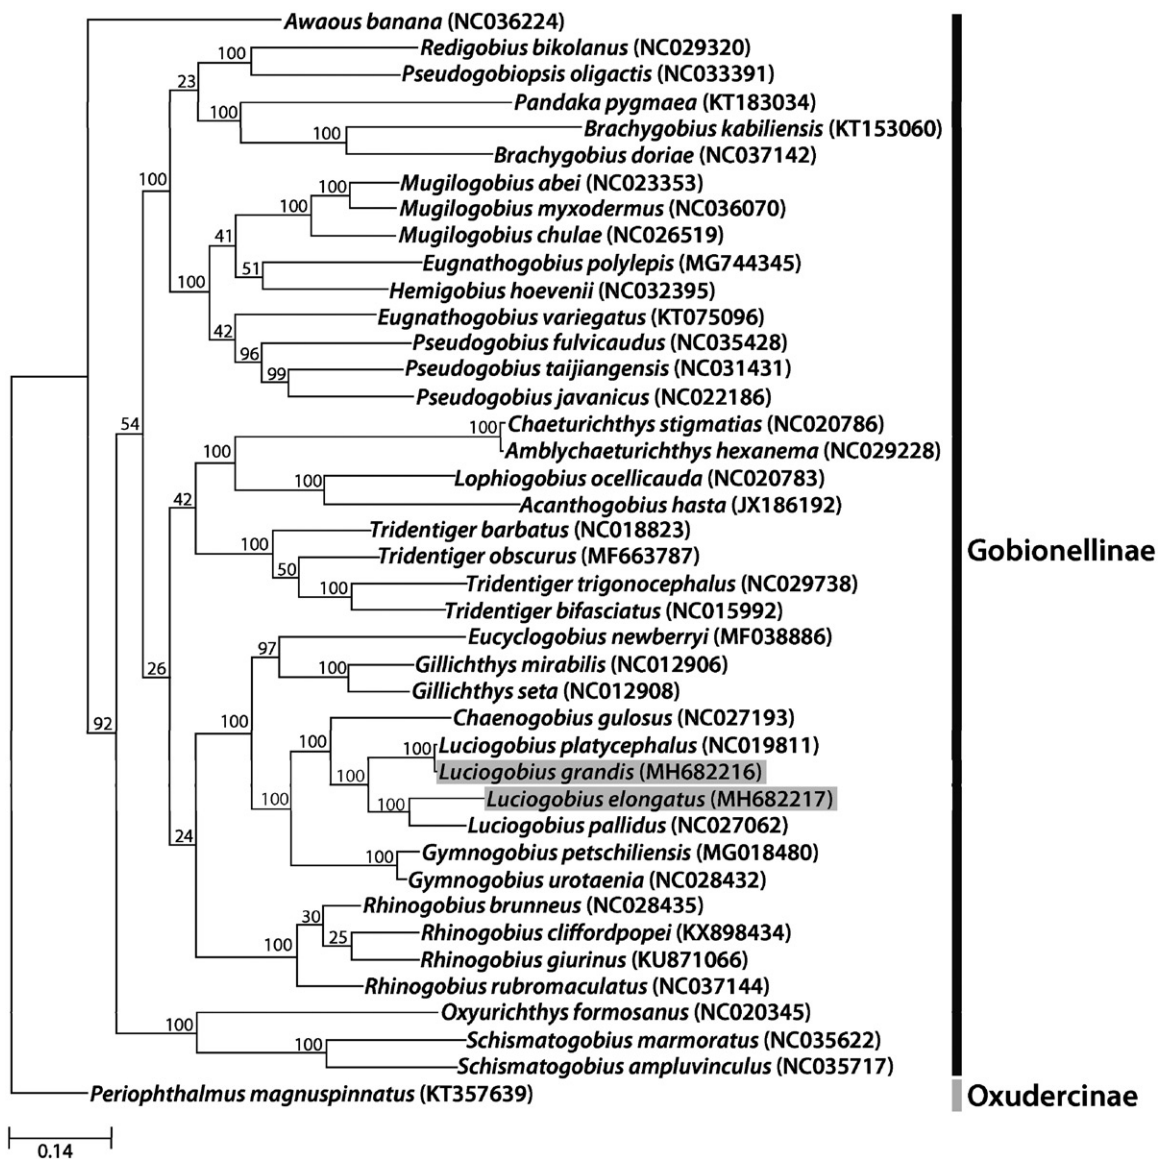 Awaous banana (NC036224)
Redigobius bikolanus (NC029320)
100
Pseudogobiopsis oligactis (NC033391)
23
Pandaka pygmaea (KT183034)
100
Brachygobius kabiliensis (KT153060)
100
Brachygobius doriae (NC037142)
100
Mugilogobius abei (NC023353)
100
Mugilogobius myxodermus (NC036070)
100
Mugilogobius chulae (NC026519)
41
Eugnathogobius polylepis (MG744345)
51
Hemigobius hoevenii (NC032395)
100
Eugnathogobius variegatus (KT075096)
42
Pseudogobius fulvicaudus (NC035428)
96
Pseudogobius taijiangensis (NC031431)
99
Pseudogobius javanicus (NC022186)
54
Chaeturichthys stigmatias (NC020786)
100
Amblychaeturichthys hexanema (NC029228)
100
Lophiogobius ocellicauda (NC020783)
100
Acanthogobius hasta (JX186192)
42
Tridentiger barbatus (NC018823)
100
Tridentiger obscurus (MF663787)
50
Tridentiger trigonocephalus (NC029738)
100
Tridentiger bifasciatus (NC015992)
Gobionellinae
Eucyclogobius newberryi (MF038886)
97
Gillichthys mirabilis (NC012906)
26
100
Gillichthys seta (NC012908)
100
Chaenogobius gulosus (NC027193)
92
100
Luciogobius platycephalus (NC019811)
100
Luciogobius grandis (MH682216)
100
Luciogobius elongatus (MH682217)
100
100
Luciogobius pallidus (NC027062)
24
Gymnogobius petschiliensis (MG018480)
100
Gymnogobius urotaenia (NC028432)
Rhinogobius brunneus (NC028435)
30
Rhinogobius cliffordpopei (KX898434)
25
100
Rhinogobius giurinus (KU871066)
Rhinogobius rubromaculatus (NC037144)
Oxyurichthys formosanus (NC020345)
100
Schismatogobius marmoratus (NC035622)
100
Schismatogobius ampluvinculus (NC035717)
Periophthalmus magnuspinnatus (KT357639)
Oxudercinae
0.14